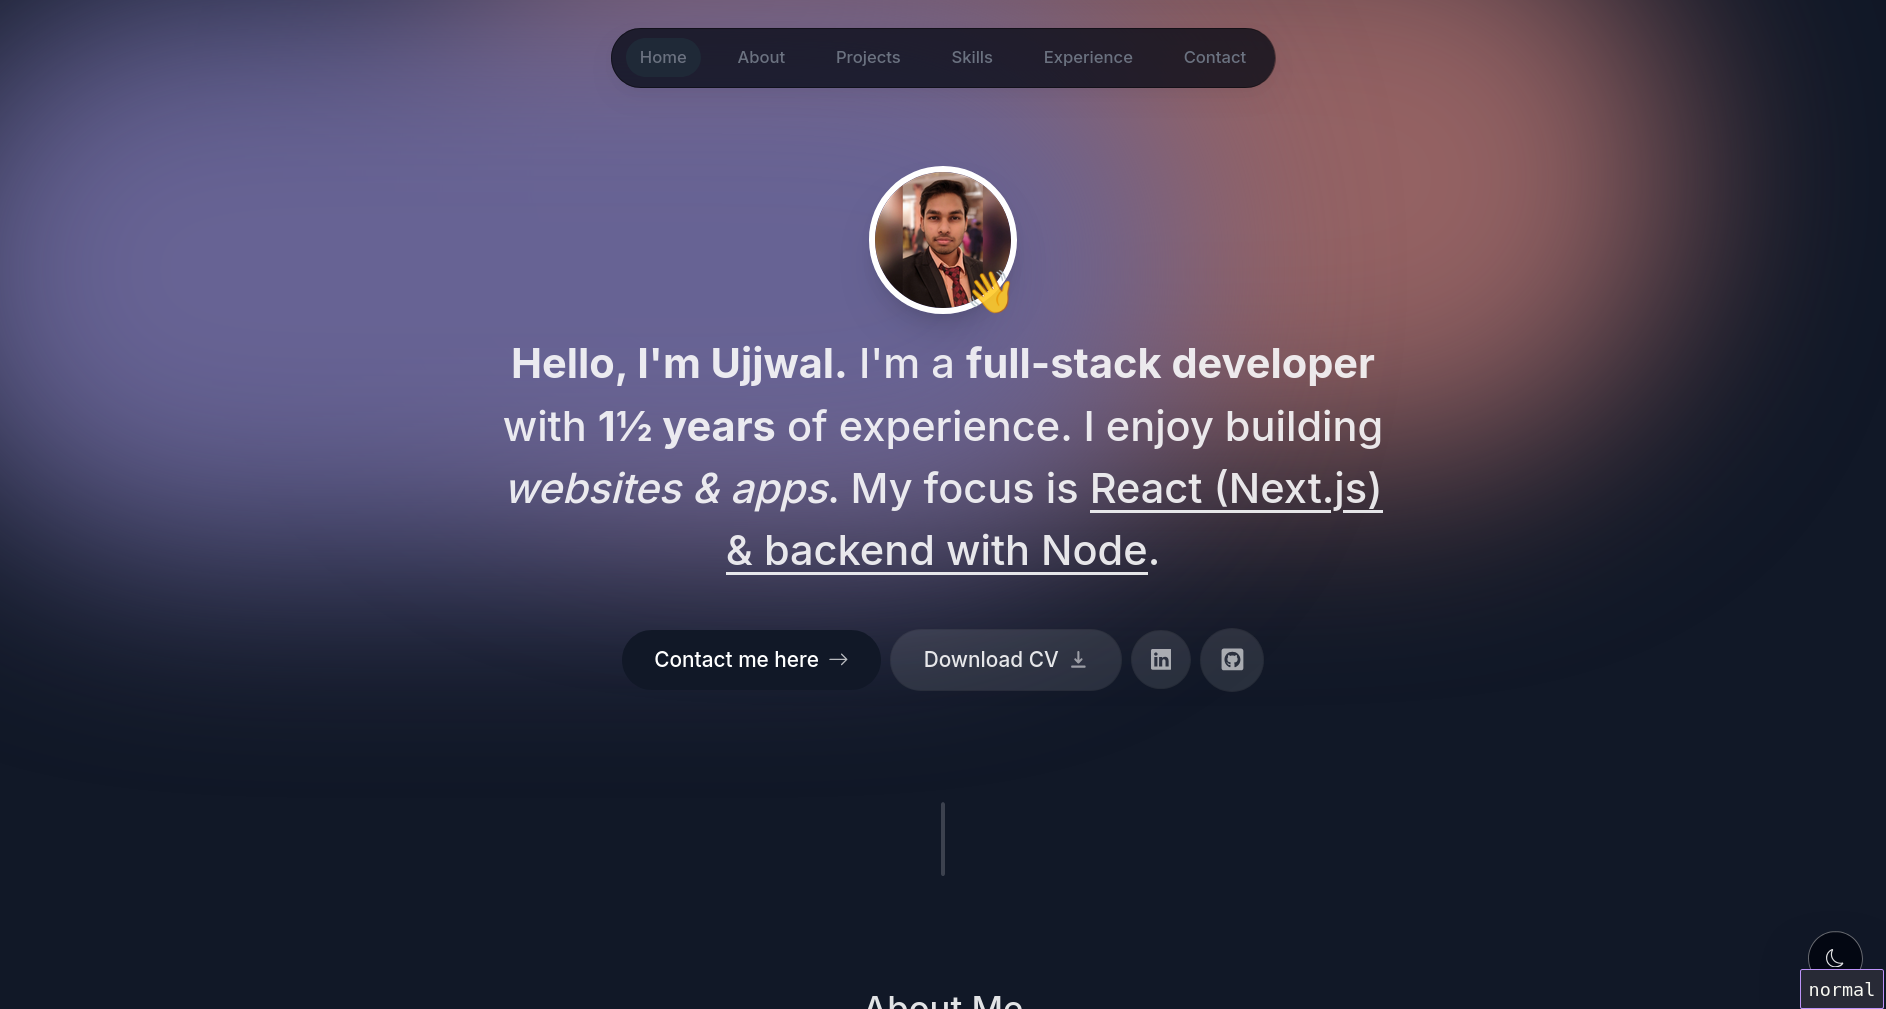 Home About Projects Skills Experience Contact
Hello, I'm Ujjwal. I'm a full-stack developer
with 1½ years of experience. I enjoy building
websites & apps. My focus is React (Next.js)
& backend with Node.
Contact me here → Download CV
About Me
normal